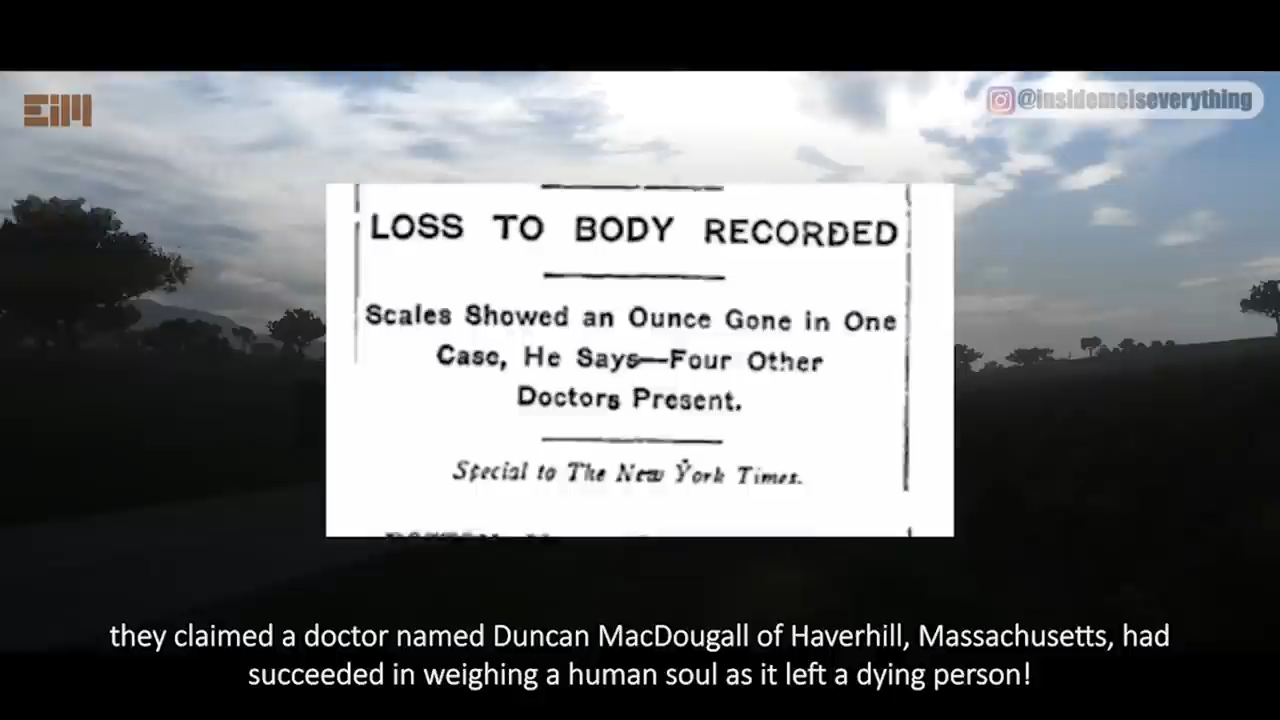 EiM
@insidemeiseverything
LOSS TO BODY RECORDED
Scales Showed an Ounce Gone in One
Case, He Says—Four Other
Doctors Present.
Special to The New York Times.
they claimed a doctor named Duncan MacDougall of Haverhill, Massachusetts, had
succeeded in weighing a human soul as it left a dying person!